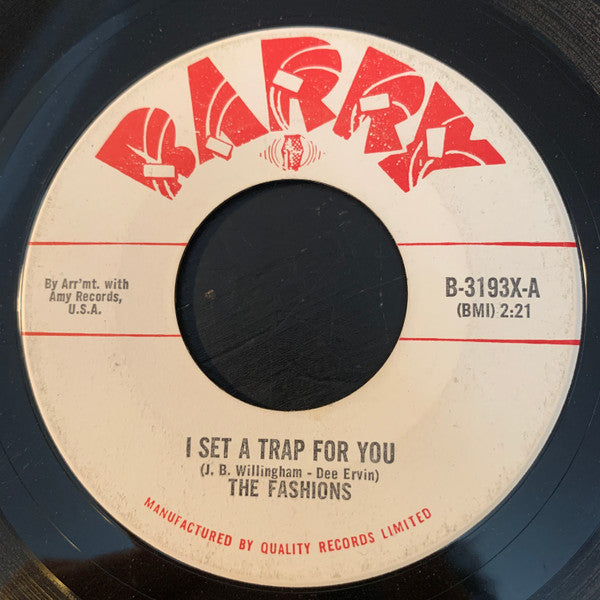 BARRY
By Arr'mt. with
Amy Records,
U.S.A.
B-3193X-A
(BMI) 2:21
I SET A TRAP FOR YOU
(J. B. Willingham - Dee Ervin)
THE FASHIONS
MANUFACTURED BY QUALITY RECORDS LIMITED